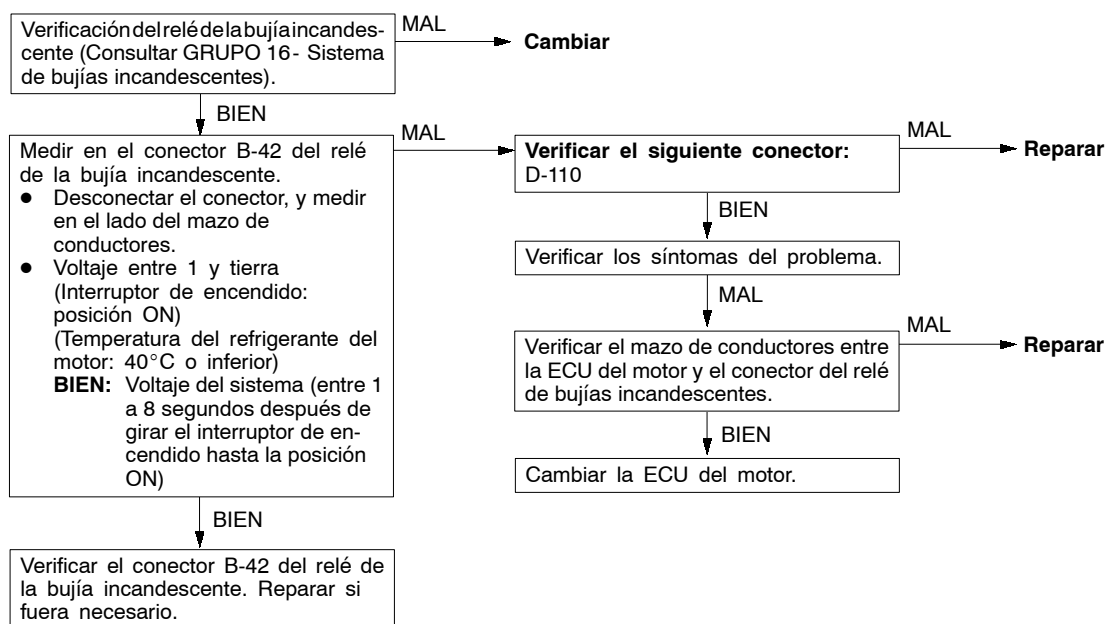 Verificación del relé de la bujía incandes-
cente (Consultar GRUPO 16 - Sistema
de bujías incandescentes).
MAL
Cambiar
BIEN
Medir en el conector B-42 del relé
de la bujía incandescente.
● Desconectar el conector, y medir
en el lado del mazo de
conductores.
● Voltaje entre 1 y tierra
(Interruptor de encendido:
posición ON)
(Temperatura del refrigerante del
motor: 40°C o inferior)
BIEN: Voltaje del sistema (entre 1
a 8 segundos después de
girar el interruptor de en-
cendido hasta la posición
ON)
MAL
BIEN
Verificar el conector B-42 del relé de
la bujía incandescente. Reparar si
fuera necesario.
Verificar el siguiente conector:
D-110
MAL
Reparar
BIEN
Verificar los síntomas del problema.
MAL
Verificar el mazo de conductores entre
la ECU del motor y el conector del relé
de bujías incandescentes.
MAL
Reparar
BIEN
Cambiar la ECU del motor.